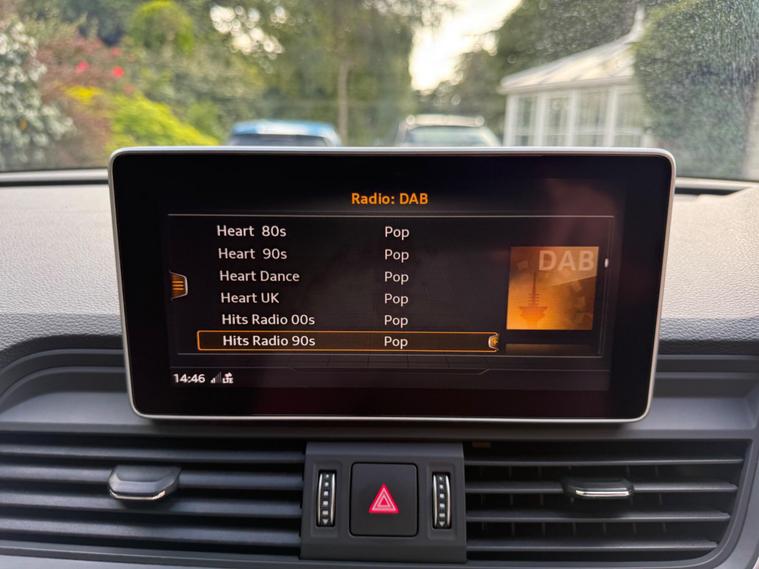 Radio: DAB
Heart 80s Pop
Heart 90s Pop
Heart Dance Pop
Heart UK Pop
Hits Radio 00s Pop
Hits Radio 90s Pop
DAB
14:46 LTE